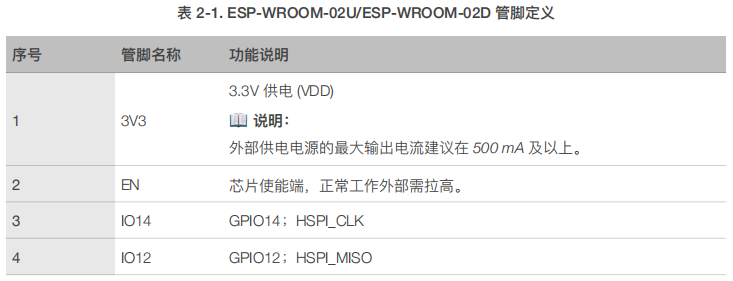 表 2-1. ESP-WROOM-02U/ESP-WROOM-02D 管脚定义
序号 管脚名称 功能说明
3.3V 供电 (VDD)
1 3V3 说明：
外部供电电源的最大输出电流建议在 500 mA 及以上。
2 EN 芯片使能端，正常工作外部需拉高。
3 IO14 GPIO14；HSPI_CLK
4 IO12 GPIO12；HSPI_MISO